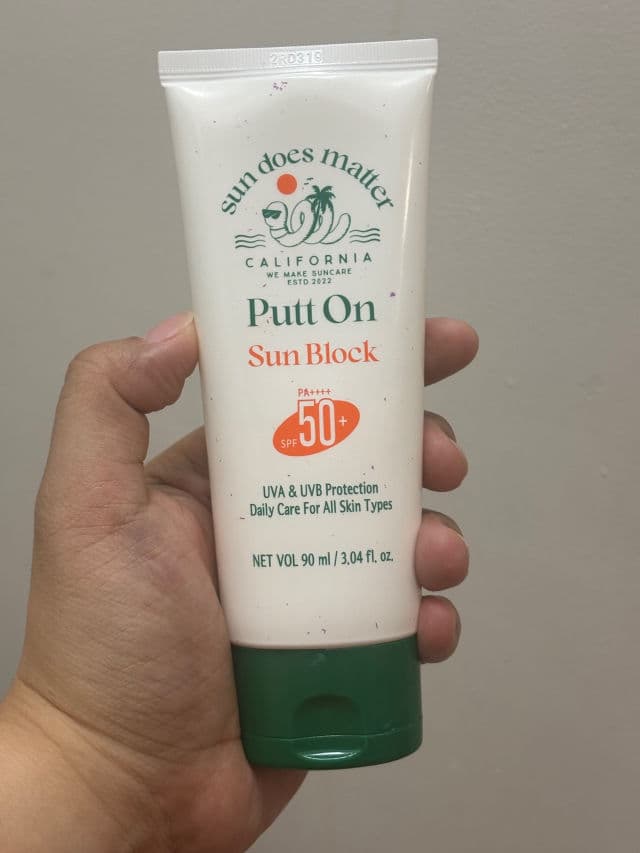 2RD319
sun does matter
CALIFORNIA
WE MAKE SUNCARE
ESTD 2022
Putt On
Sun Block
PA++++
SPF 50+
UVA & UVB Protection
Daily Care For All Skin Types
NET VOL 90 ml / 3.04 fl. oz.